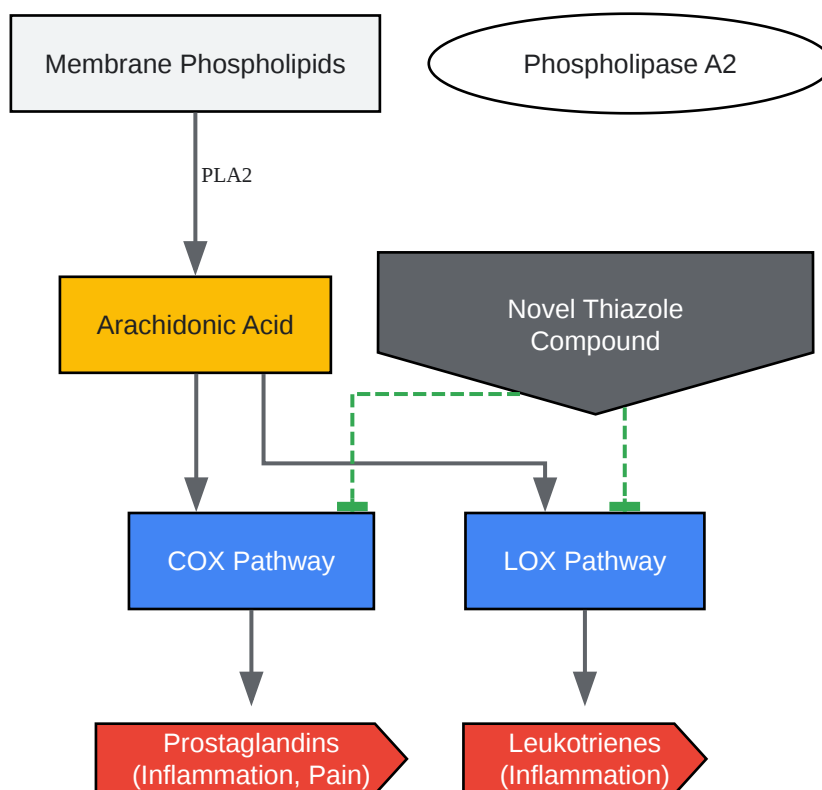 Membrane Phospholipids
Phospholipase A2
PLA2
Arachidonic Acid
Novel Thiazole
Compound
COX Pathway
LOX Pathway
Prostaglandins
(Inflammation, Pain)
Leukotrienes
(Inflammation)